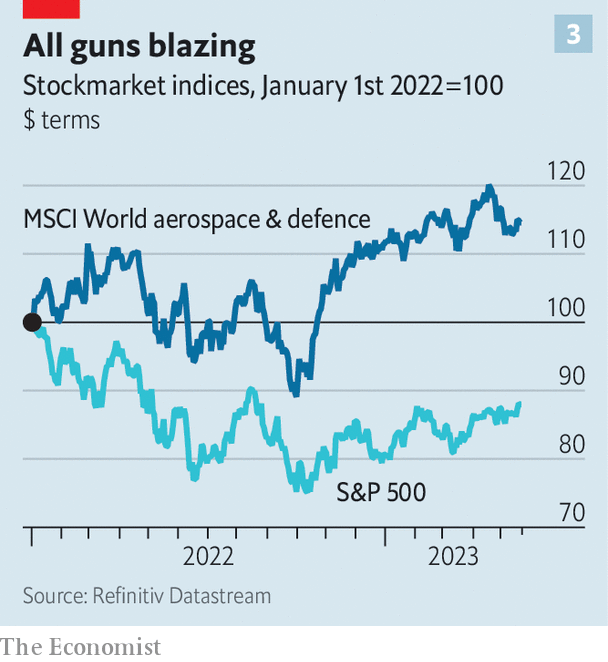 All guns blazing
3
Stockmarket indices, January 1st 2022=100
$ terms
120
MSCI World aerospace & defence
110
100
90
80
S&P 500
70
2022
2023
Source: Refinitiv Datastream
The Economist